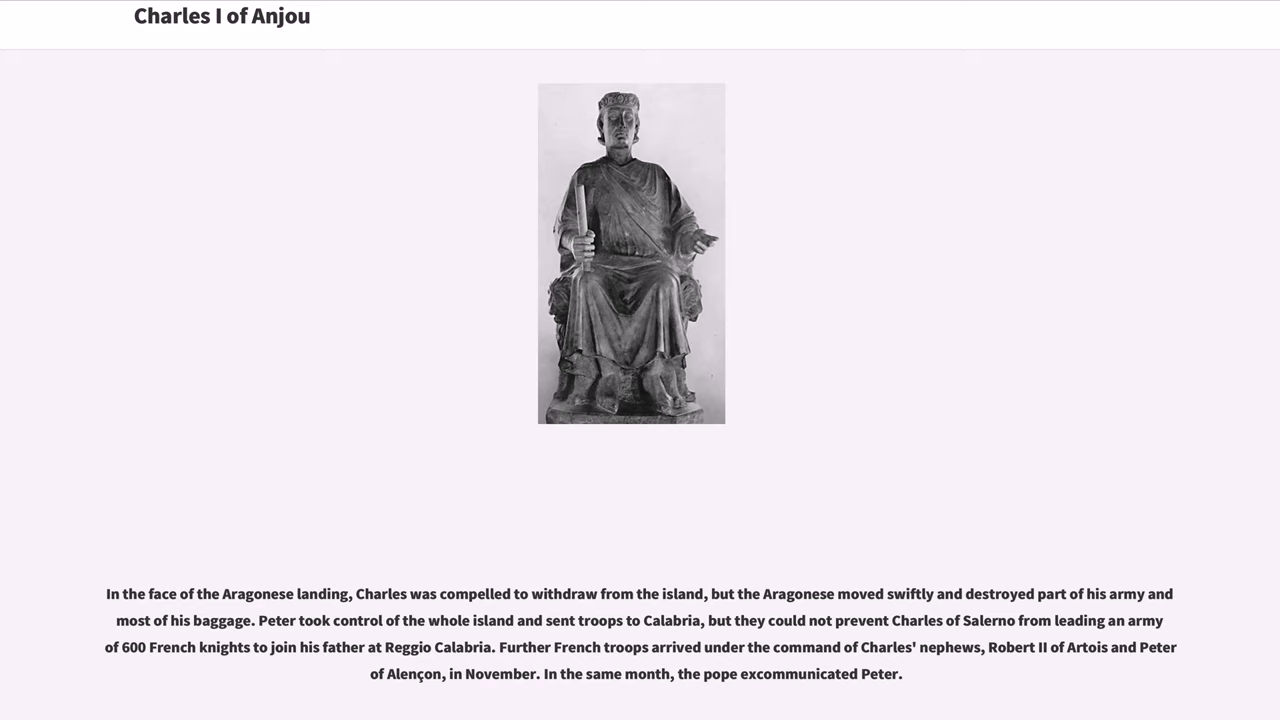 Charles I of Anjou
In the face of the Aragonese landing, Charles was compelled to withdraw from the island, but the Aragonese moved swiftly and destroyed part of his army and
most of his baggage. Peter took control of the whole island and sent troops to Calabria, but they could not prevent Charles of Salerno from leading an army
of 600 French knights to join his father at Reggio Calabria. Further French troops arrived under the command of Charles' nephews, Robert II of Artois and Peter
of Alençon, in November. In the same month, the pope excommunicated Peter.